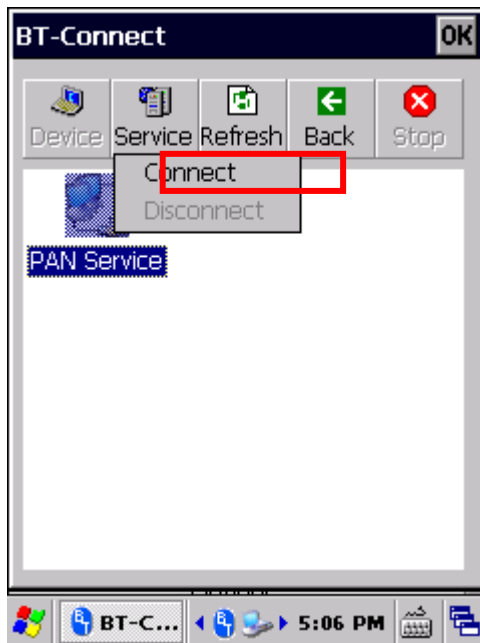 BT-Connect OK
Device Service Refresh Back Stop
Connect
Disconnect
PAN Service
BT-C... 5:06 PM